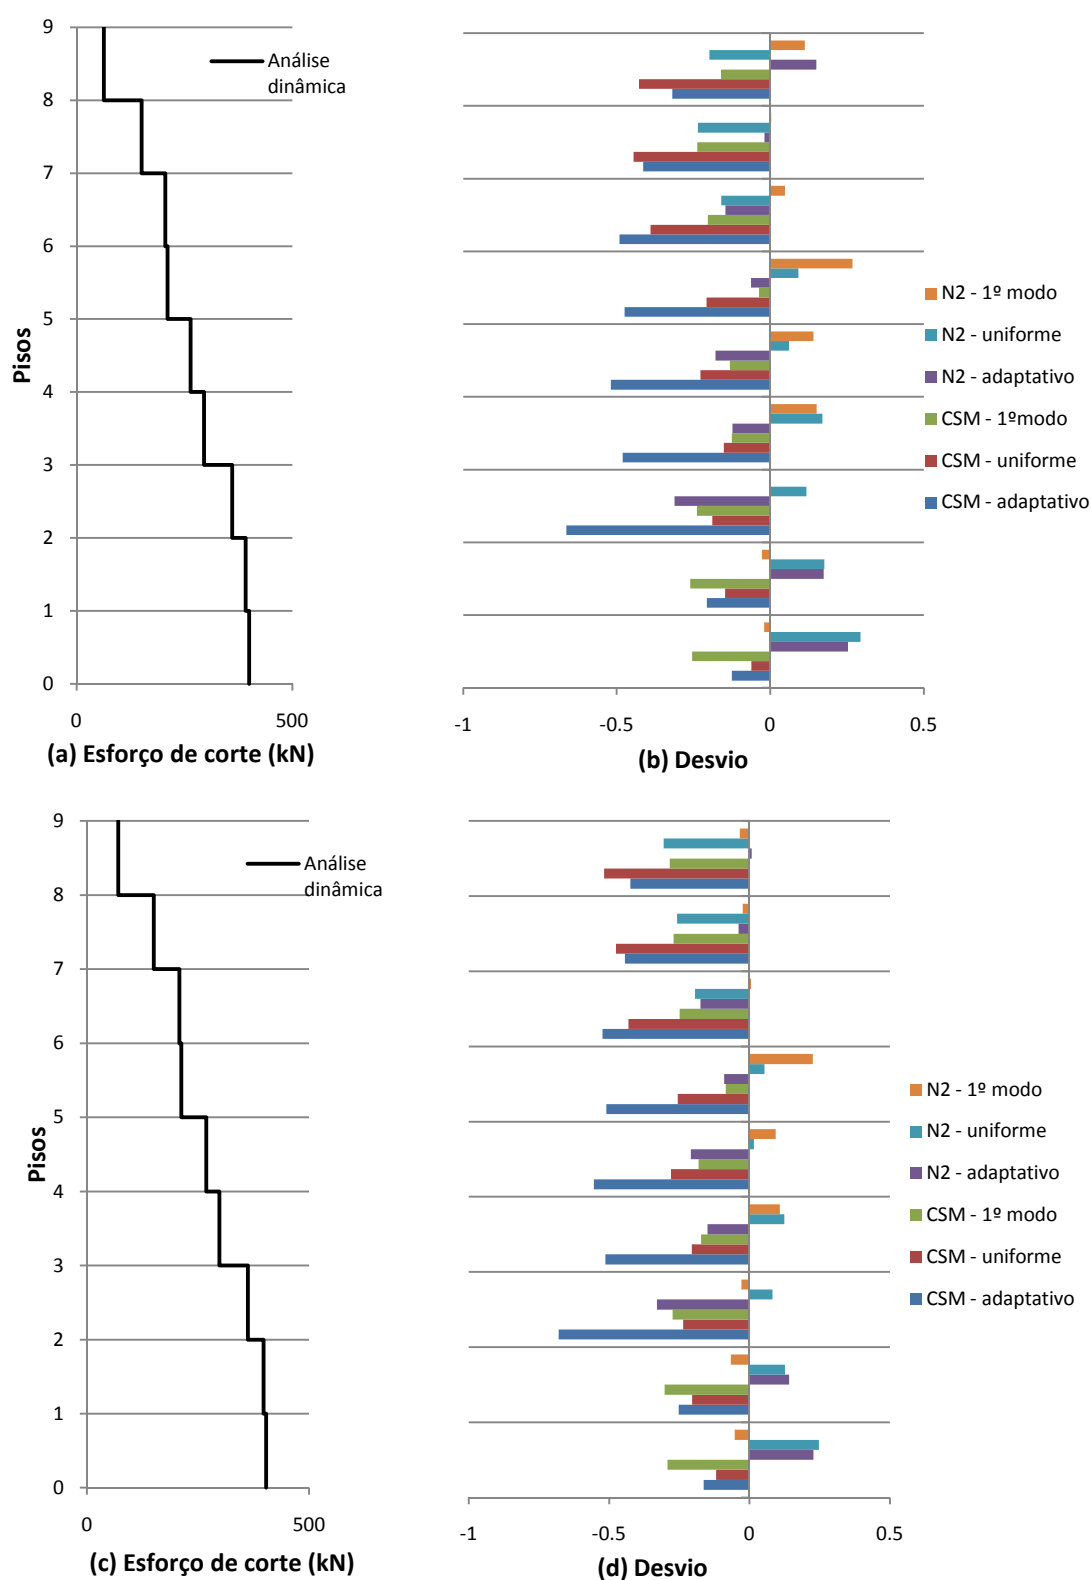 9
8
7
6
5
4
3
2
1
0
Pisos
Análise
dinâmica
0
500
(a) Esforço de corte (kN)
N2 - 1º modo
N2 - uniforme
N2 - adaptativo
CSM - 1ºmodo
CSM - uniforme
CSM - adaptativo
-1
-0.5
0
0.5
(b) Desvio
9
8
7
6
5
4
3
2
1
0
Pisos
Análise
dinâmica
0
500
(c) Esforço de corte (kN)
N2 - 1º modo
N2 - uniforme
N2 - adaptativo
CSM - 1º modo
CSM - uniforme
CSM - adaptativo
-1
-0.5
0
0.5
(d) Desvio